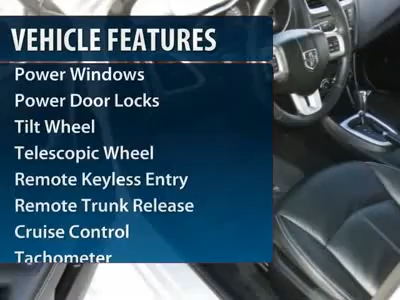 VEHICLE FEATURES
Power Windows
Power Door Locks
Tilt Wheel
Telescopic Wheel
Remote Keyless Entry
Remote Trunk Release
Cruise Control
Tachometer